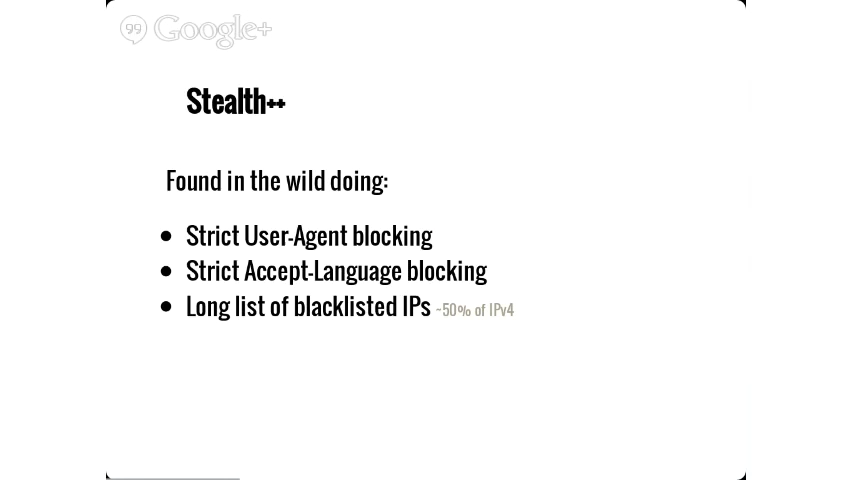 Google+
Stealth++
Found in the wild doing:
• Strict User-Agent blocking
• Strict Accept-Language blocking
• Long list of blacklisted IPs ~50% of IPv4